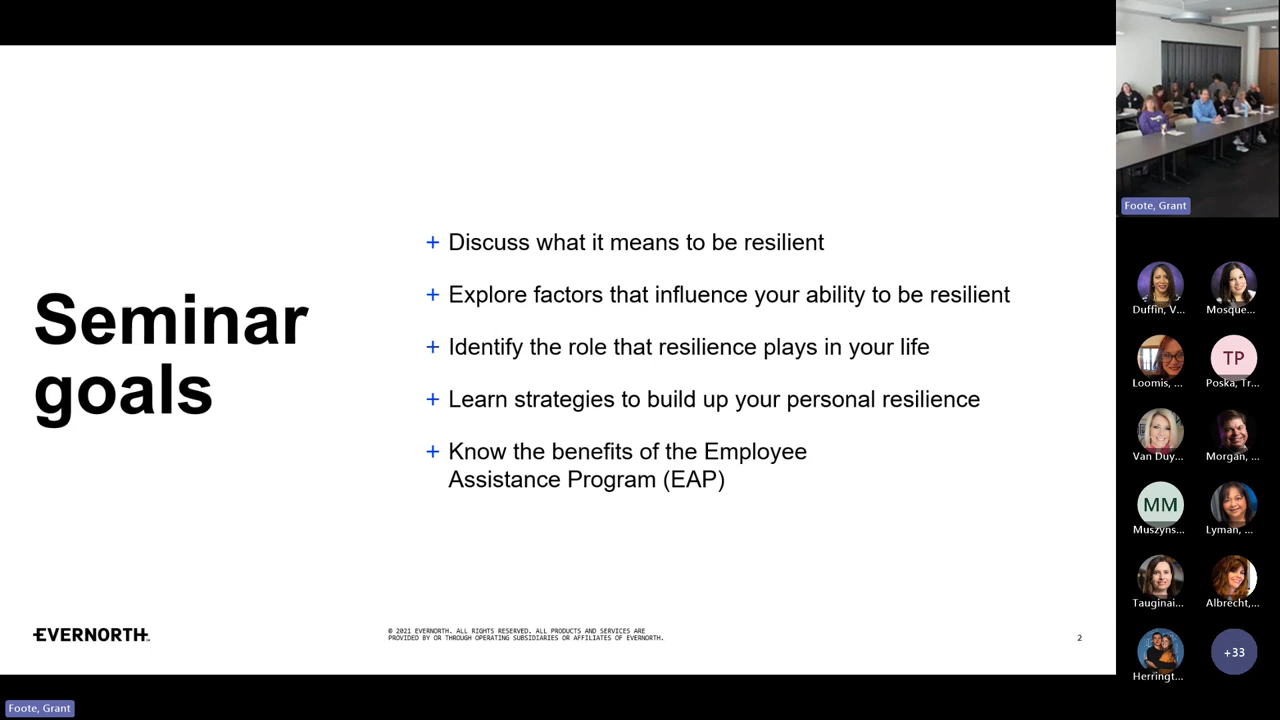 Seminar
goals
+ Discuss what it means to be resilient
+ Explore factors that influence your ability to be resilient
+ Identify the role that resilience plays in your life
+ Learn strategies to build up your personal resilience
+ Know the benefits of the Employee
Assistance Program (EAP)
EVERNORTH
© 2021 EVERNORTH. ALL RIGHTS RESERVED. ALL PRODUCTS AND SERVICES ARE
PROVIDED BY OR THROUGH OPERATING SUBSIDIARIES OR AFFILIATES OF EVERNORTH.
2
Foote, Grant
Foote, Grant
Duffin, V...
Mosque...
TP
Loomis, ...
Poska, Tr...
Van Duy...
Morgan, ...
MM
Muszyns...
Lyman, ...
Tauginai...
Albrecht,...
+33
Herringt...